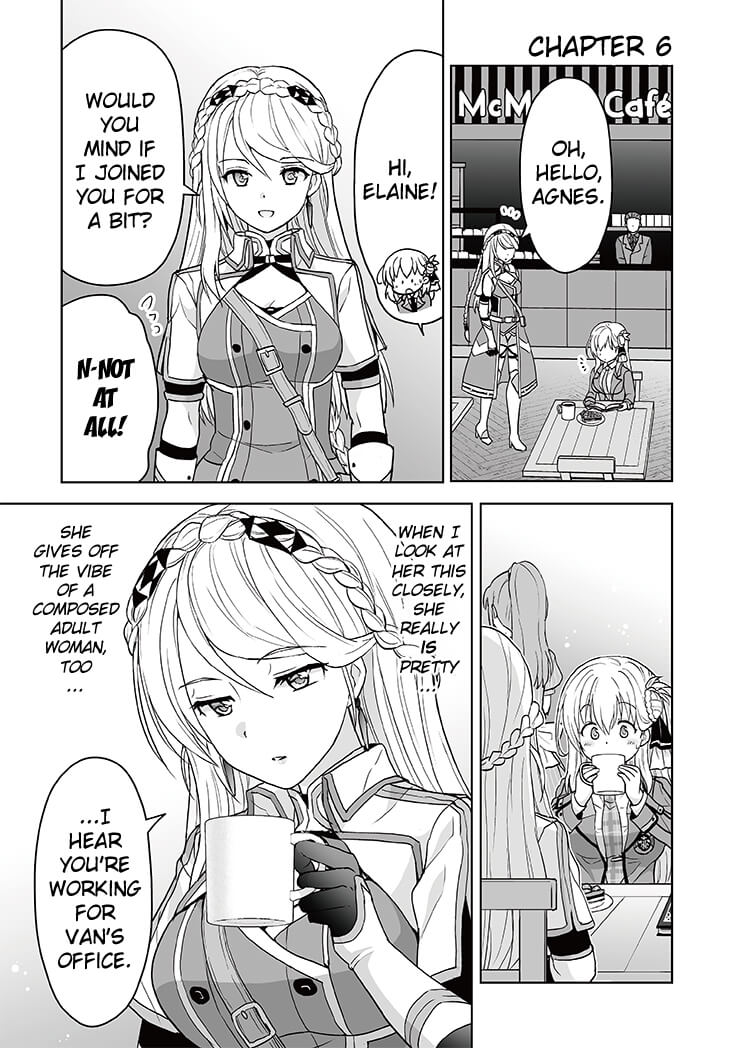 CHAPTER 6
McM Café
OH,
HELLO,
AGNES.
HI,
ELAINE!
WOULD
YOU
MIND IF
I JOINED
YOU FOR
A BIT?
N-NOT
AT
ALL!
WHEN I
LOOK AT
HER THIS
CLOSELY,
SHE
REALLY
IS
PRETTY
...!
SHE
GIVES OFF
THE VIBE
OF A
COMPOSED
ADULT
WOMAN,
TOO
...
...I
HEAR
YOU'RE
WORKING
FOR
VAN'S
OFFICE.